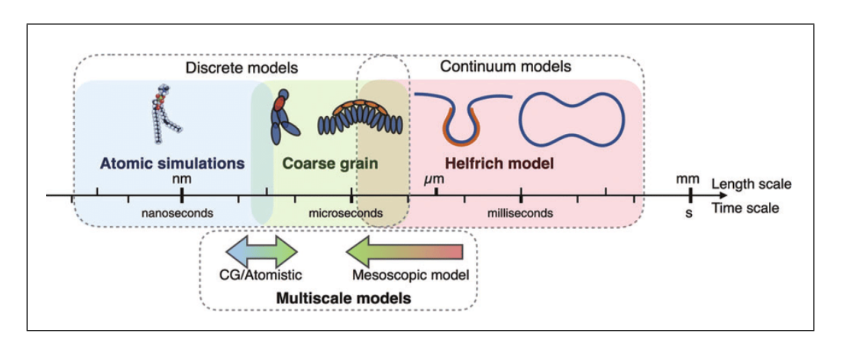 Discrete models
Continuum models
Atomic simulations
Coarse grain
Helfrich model
nm
μm
mm
Length scale
nanoseconds
microseconds
milliseconds
s
Time scale
CG/Atomistic
Mesoscopic model
Multiscale models